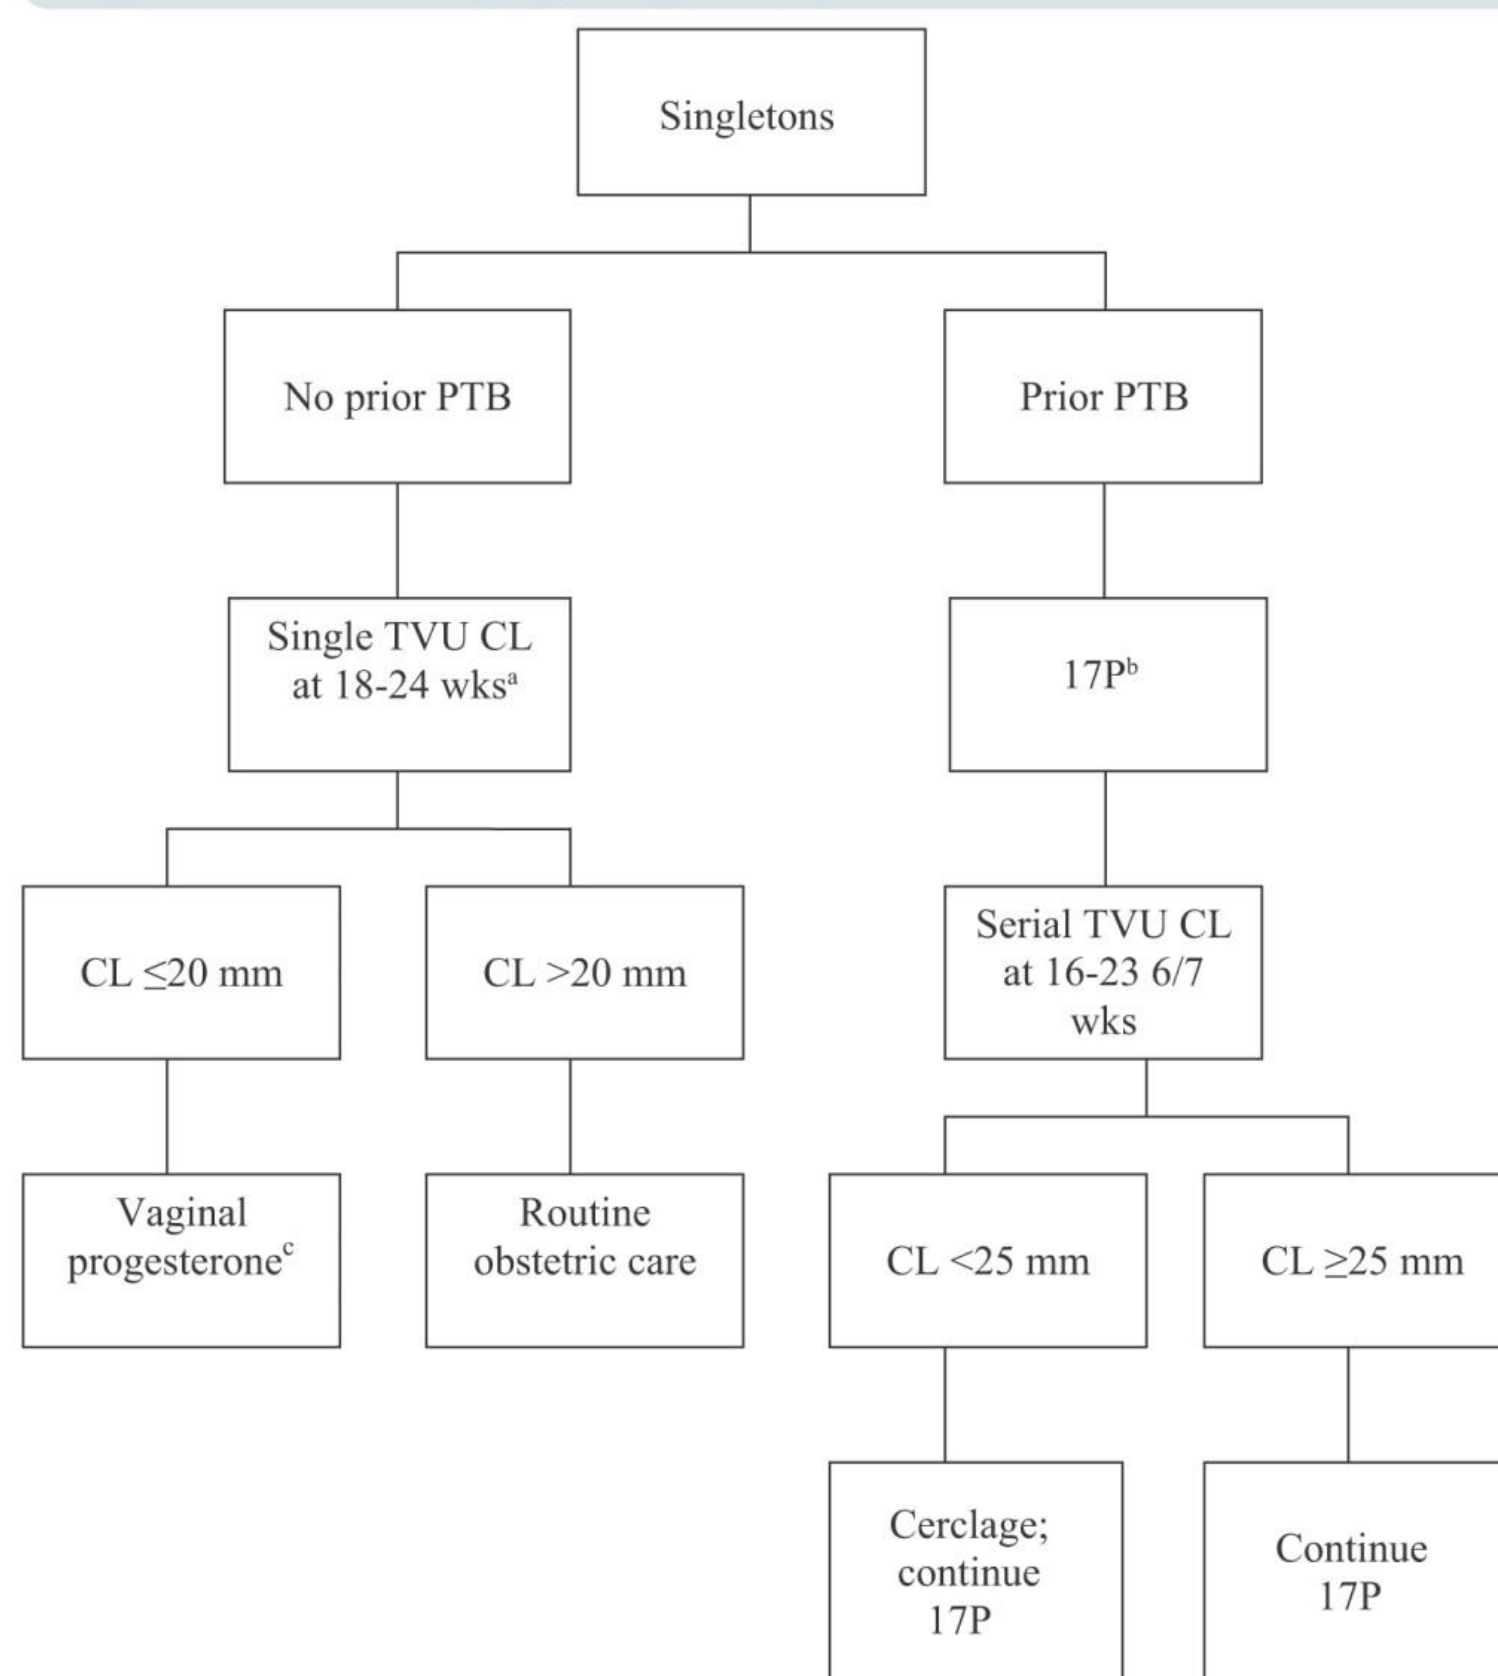 Singletons
No prior PTB
Prior PTB
Single TVU CL
at 18-24 wksᵃ
17Pᵇ
CL ≤20 mm
CL >20 mm
Serial TVU CL
at 16-23 6/7
wks
Vaginal
progesteroneᶜ
Routine
obstetric care
CL <25 mm
CL ≥25 mm
Cerclage;
continue
17P
Continue
17P